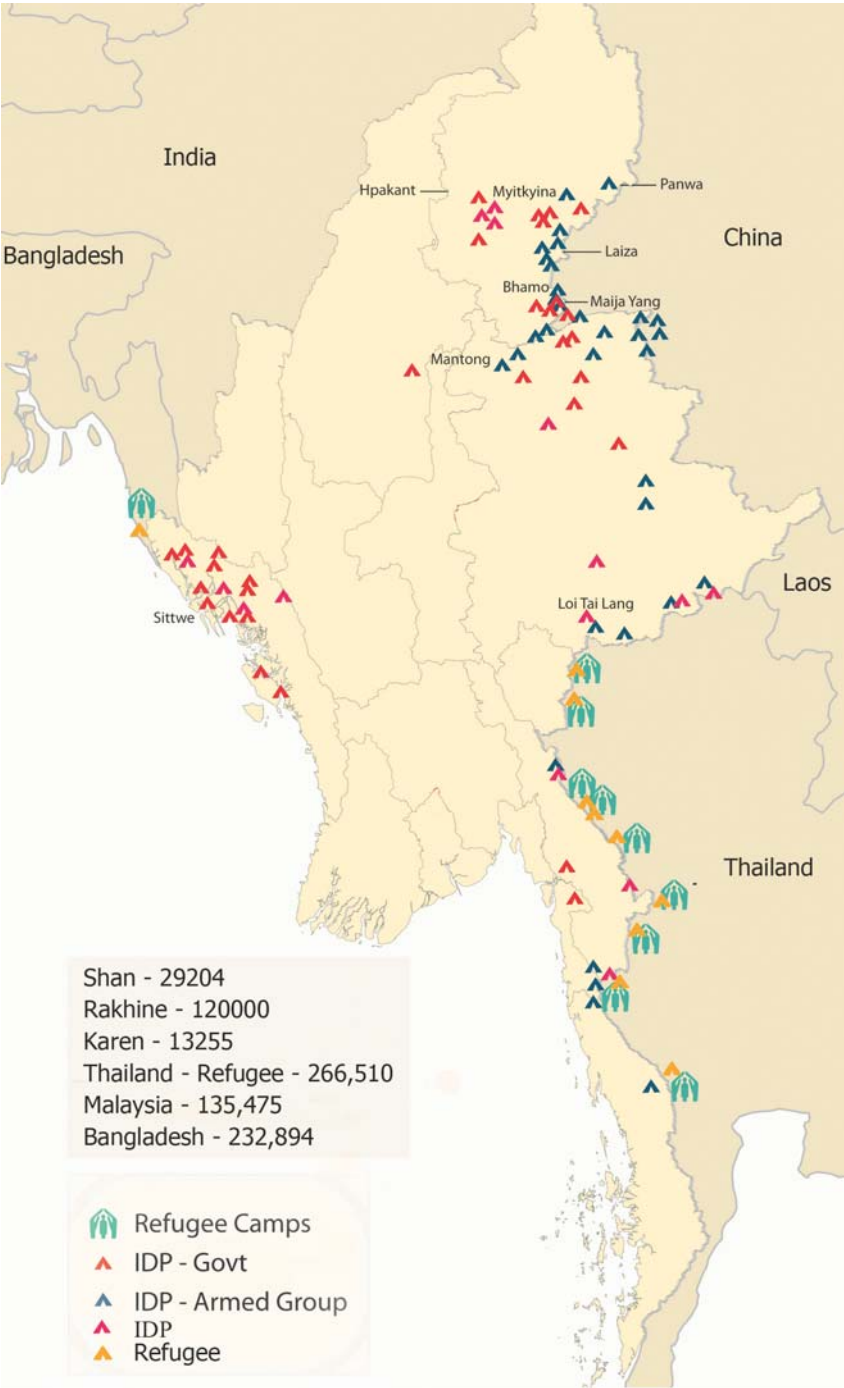 India
Hpakant
Myitkyina
Panwa
China
Bangladesh
Laiza
Bhamo
Maija Yang
Mantong
Laos
Loi Tai Lang
Sittwe
Thailand
Shan - 29204
Rakhine - 120000
Karen - 13255
Thailand - Refugee - 266,510
Malaysia - 135,475
Bangladesh - 232,894
Refugee Camps
IDP - Govt
IDP - Armed Group
IDP
Refugee